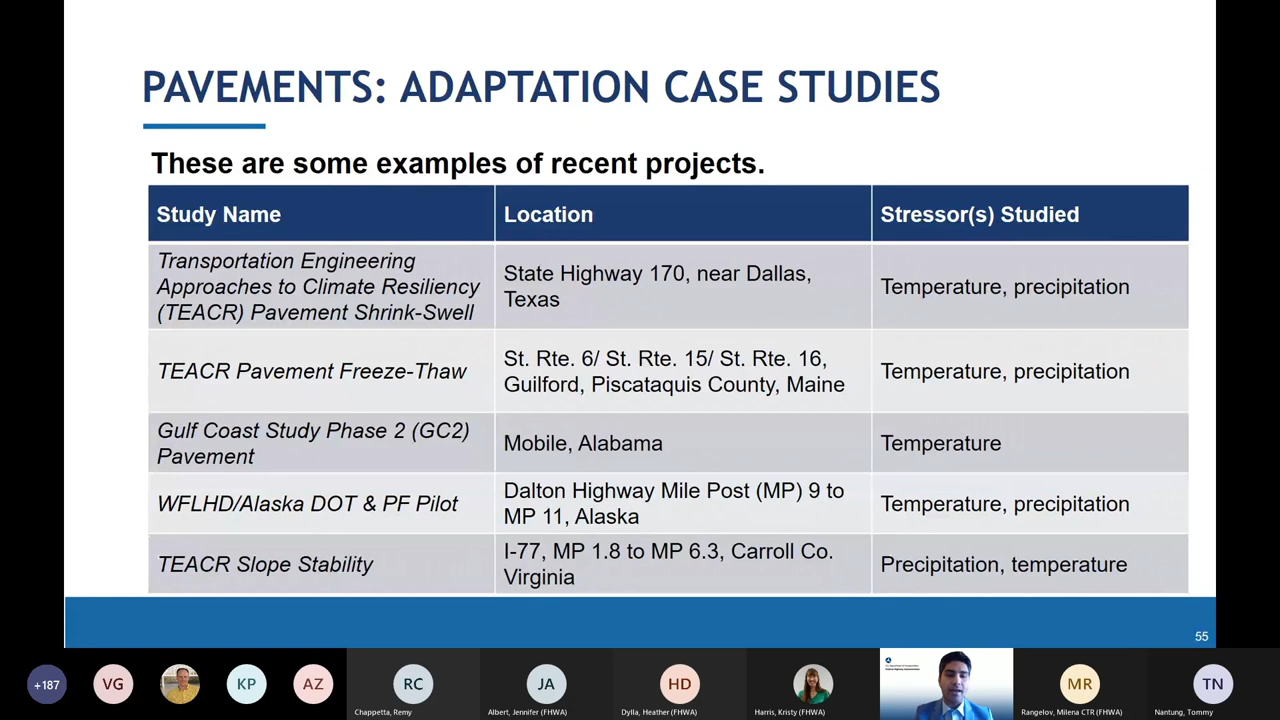 PAVEMENTS: ADAPTATION CASE STUDIES
These are some examples of recent projects.
Study Name
Location
Stressor(s) Studied
Transportation Engineering
Approaches to Climate Resiliency
(TEACR) Pavement Shrink-Swell
State Highway 170, near Dallas,
Texas
Temperature, precipitation
TEACR Pavement Freeze-Thaw
St. Rte. 6/ St. Rte. 15/ St. Rte. 16,
Guilford, Piscataquis County, Maine
Temperature, precipitation
Gulf Coast Study Phase 2 (GC2)
Pavement
Mobile, Alabama
Temperature
WFLHD/Alaska DOT & PF Pilot
Dalton Highway Mile Post (MP) 9 to
MP 11, Alaska
Temperature, precipitation
TEACR Slope Stability
I-77, MP 1.8 to MP 6.3, Carroll Co.
Virginia
Precipitation, temperature
55
+187
VG
KP
AZ
RC
Chappetta, Remy
JA
Albert, Jennifer (FHWA)
HD
Dylla, Heather (FHWA)
Harris, Kristy (FHWA)
U.S. Department of Transportation
Federal Highway Administration
MR
Rangelov, Milena CTR (FHWA)
TN
Nantung, Tommy